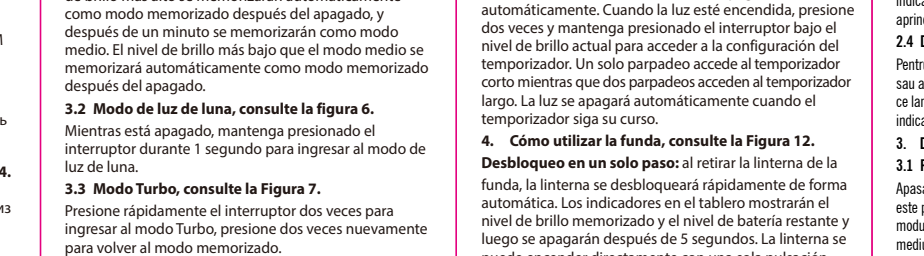 como modo memorizado después del apagado, y
después de un minuto se memorizarán como modo
medio. El nivel de brillo más bajo que el modo medio se
memorizará automáticamente como modo memorizado
después del apagado.
3.2 Modo de luz de luna, consulte la figura 6.
Mientras está apagado, mantenga presionado el
interruptor durante 1 segundo para ingresar al modo de
luz de luna.
3.3 Modo Turbo, consulte la Figura 7.
Presione rápidamente el interruptor dos veces para
ingresar al modo Turbo, presione dos veces nuevamente
para volver al modo memorizado.
automáticamente. Cuando la luz esté encendida, presione
dos veces y mantenga presionado el interruptor bajo el
nivel de brillo actual para acceder a la configuración del
temporizador. Un solo parpadeo accede al temporizador
corto mientras que dos parpadeos acceden al temporizador
largo. La luz se apagará automáticamente cuando el
temporizador siga su curso.
4. Cómo utilizar la funda, consulte la Figura 12.
Desbloqueo en un solo paso: al retirar la linterna de la
funda, la linterna se desbloqueará rápidamente de forma
automática. Los indicadores en el tablero mostrarán el
nivel de brillo memorizado y el nivel de batería restante y
luego se apagarán después de 5 segundos. La linterna se
2.4
Pentr
sau a
ce la
indica
3.
3.1
Apasa
este p
modu
mediu